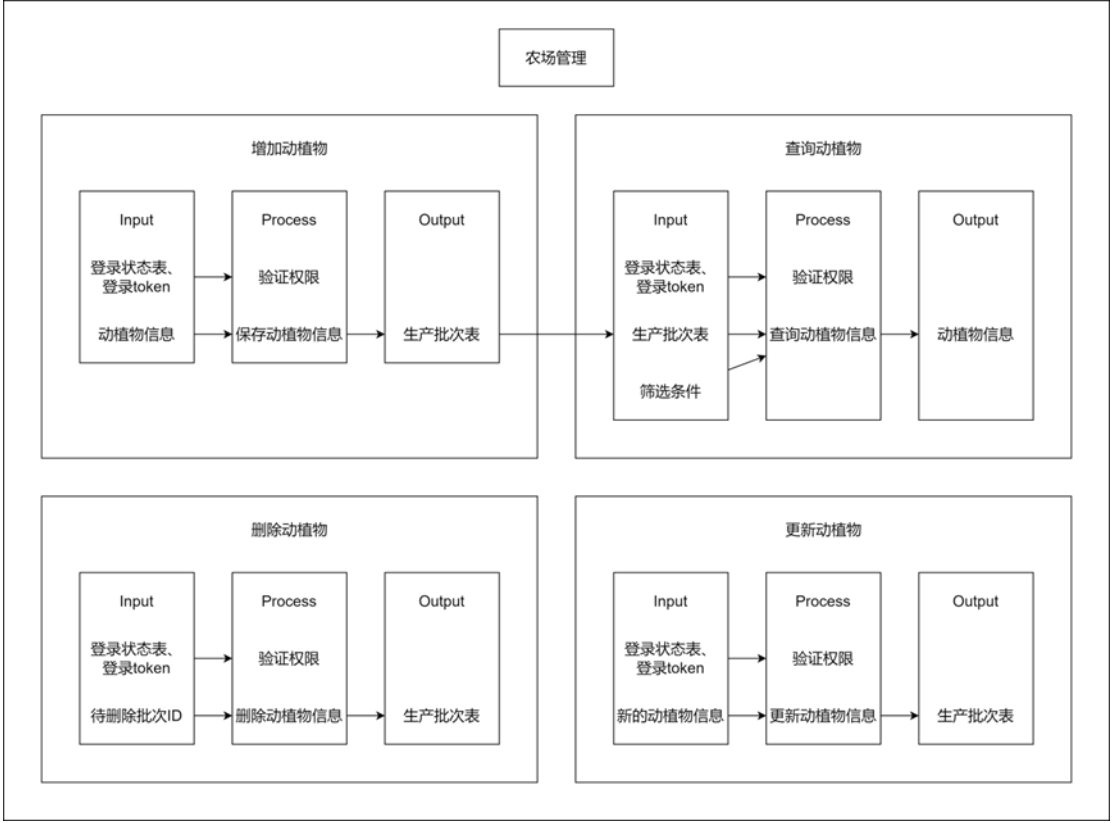 农场管理
增加动植物
Input
Process
Output
登录状态表、
登录token
验证权限
动植物信息
保存动植物信息
生产批次表
查询动植物
Input
Process
Output
登录状态表、
登录token
验证权限
生产批次表
查询动植物信息
动植物信息
筛选条件
删除动植物
Input
Process
Output
登录状态表、
登录token
验证权限
待删除批次ID
删除动植物信息
生产批次表
更新动植物
Input
Process
Output
登录状态表、
登录token
验证权限
新的动植物信息
更新动植物信息
生产批次表